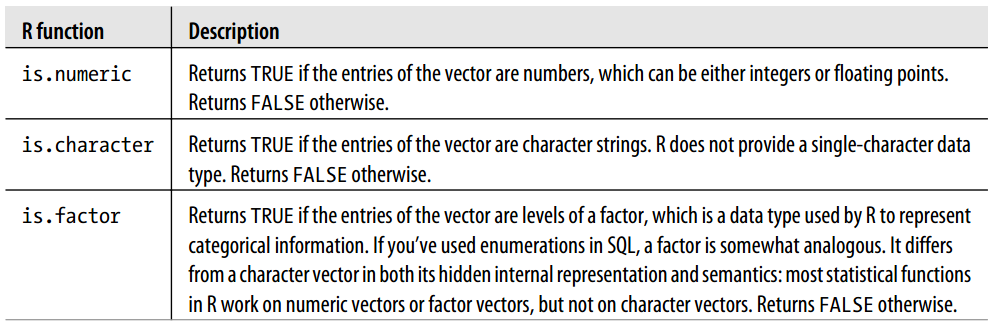 R function Description
is.numeric Returns TRUE if the entries of the vector are numbers, which can be either integers or floating points.
Returns FALSE otherwise.
is.character Returns TRUE if the entries of the vector are character strings. R does not provide a single-character data
type. Returns FALSE otherwise.
is.factor Returns TRUE if the entries of the vector are levels of a factor, which is a data type used by R to represent
categorical information. If you've used enumerations in SQL, a factor is somewhat analogous. It differs
from a character vector in both its hidden internal representation and semantics: most statistical functions
in R work on numeric vectors or factor vectors, but not on character vectors. Returns FALSE otherwise.